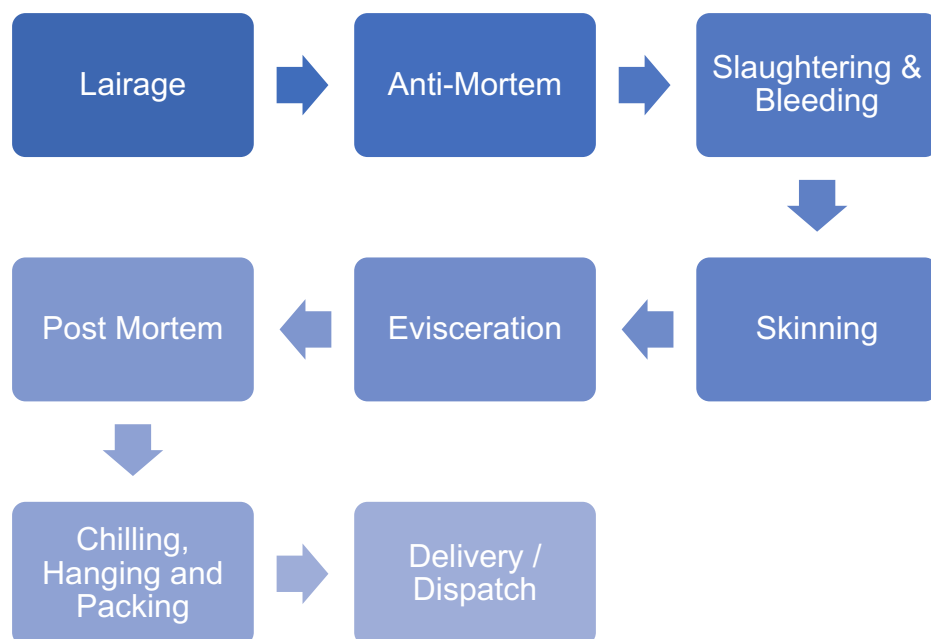 Lairage
Anti-Mortem
Slaughtering &
Bleeding
Skinning
Evisceration
Post Mortem
Chilling,
Hanging and
Packing
Delivery /
Dispatch